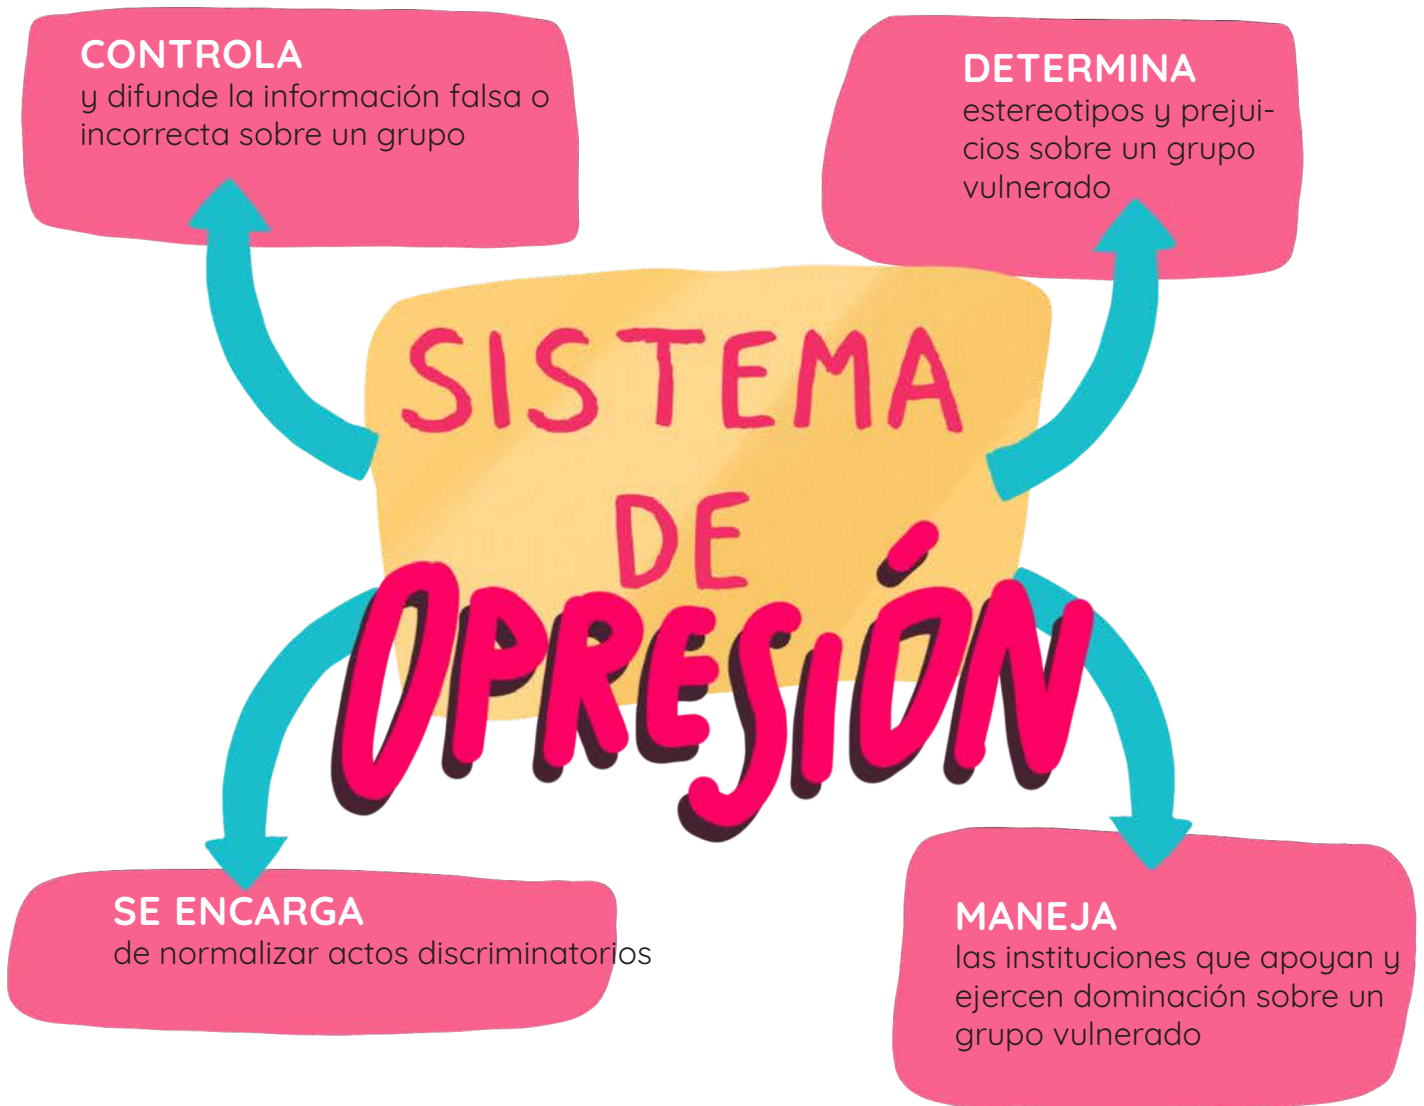 CONTROLA
y difunde la información falsa o
incorrecta sobre un grupo
DETERMINA
estereotipos y prejui-
cios sobre un grupo
vulnerado
SISTEMA
DE
OPRESIÓN
SE ENCARGA
de normalizar actos discriminatorios
MANEJA
las instituciones que apoyan y
ejercen dominación sobre un
grupo vulnerado